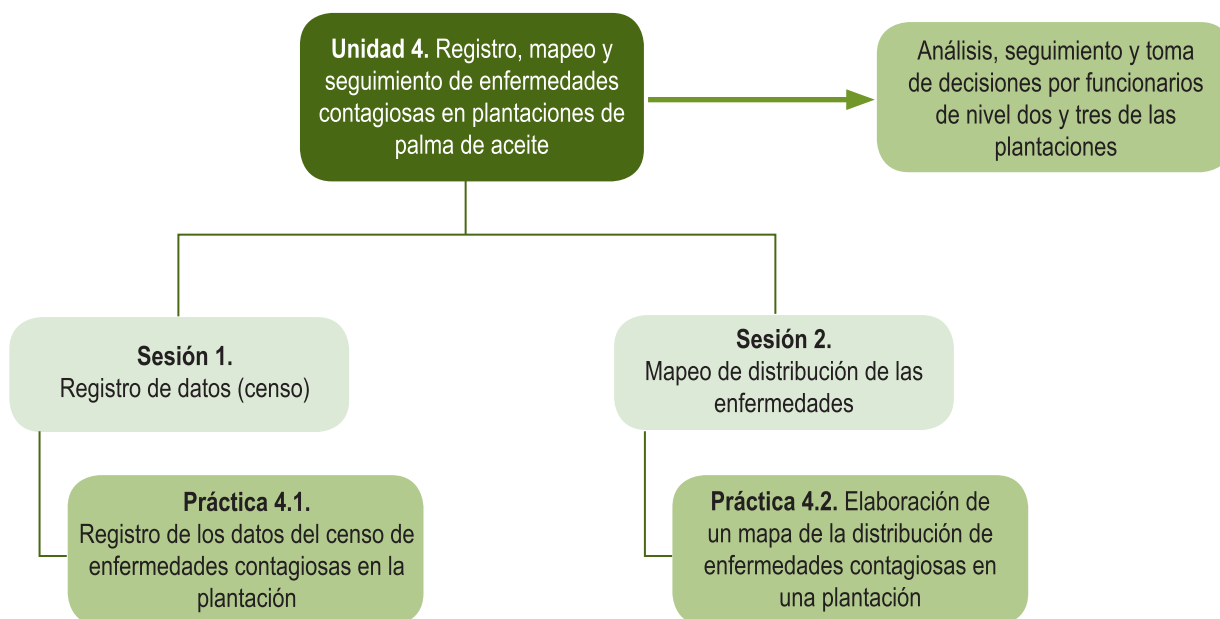 Unidad 4. Registro, mapeo y
seguimiento de enfermedades
contagiosas en plantaciones de
palma de aceite
Análisis, seguimiento y toma
de decisiones por funcionarios
de nivel dos y tres de las
plantaciones
Sesión 1.
Registro de datos (censo)
Sesión 2.
Mapeo de distribución de las
enfermedades
Práctica 4.1.
Registro de los datos del censo de
enfermedades contagiosas en la
plantación
Práctica 4.2. Elaboración de
un mapa de la distribución de
enfermedades contagiosas en
una plantación